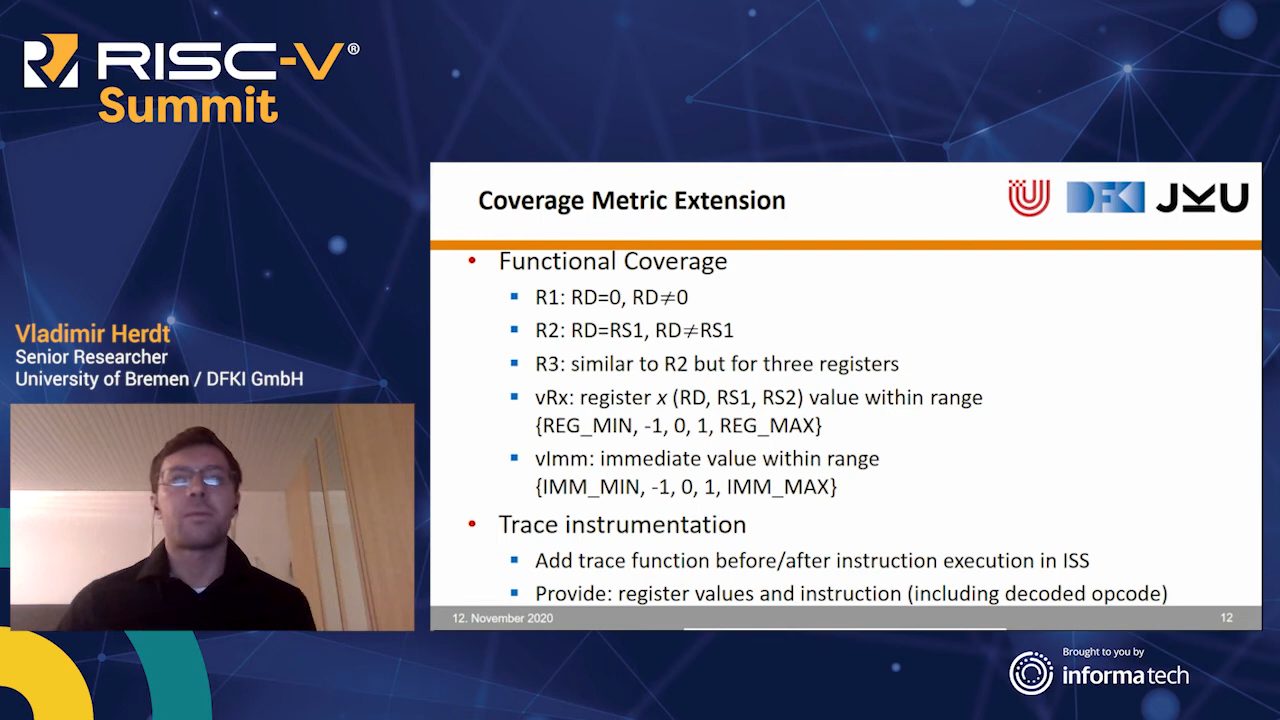 RISC-V®
Summit
Coverage Metric Extension
DFKI
JKU
• Functional Coverage
▪ R1: RD=0, RD≠0
▪ R2: RD=RS1, RD≠RS1
▪ R3: similar to R2 but for three registers
▪ vRx: register x (RD, RS1, RS2) value within range
{REG_MIN, -1, 0, 1, REG_MAX}
▪ vImm: immediate value within range
{IMM_MIN, -1, 0, 1, IMM_MAX}
• Trace instrumentation
▪ Add trace function before/after instruction execution in ISS
▪ Provide: register values and instruction (including decoded opcode)
12. November 2020
12
Vladimir Herdt
Senior Researcher
University of Bremen / DFKI GmbH
Brought to you by
informa tech